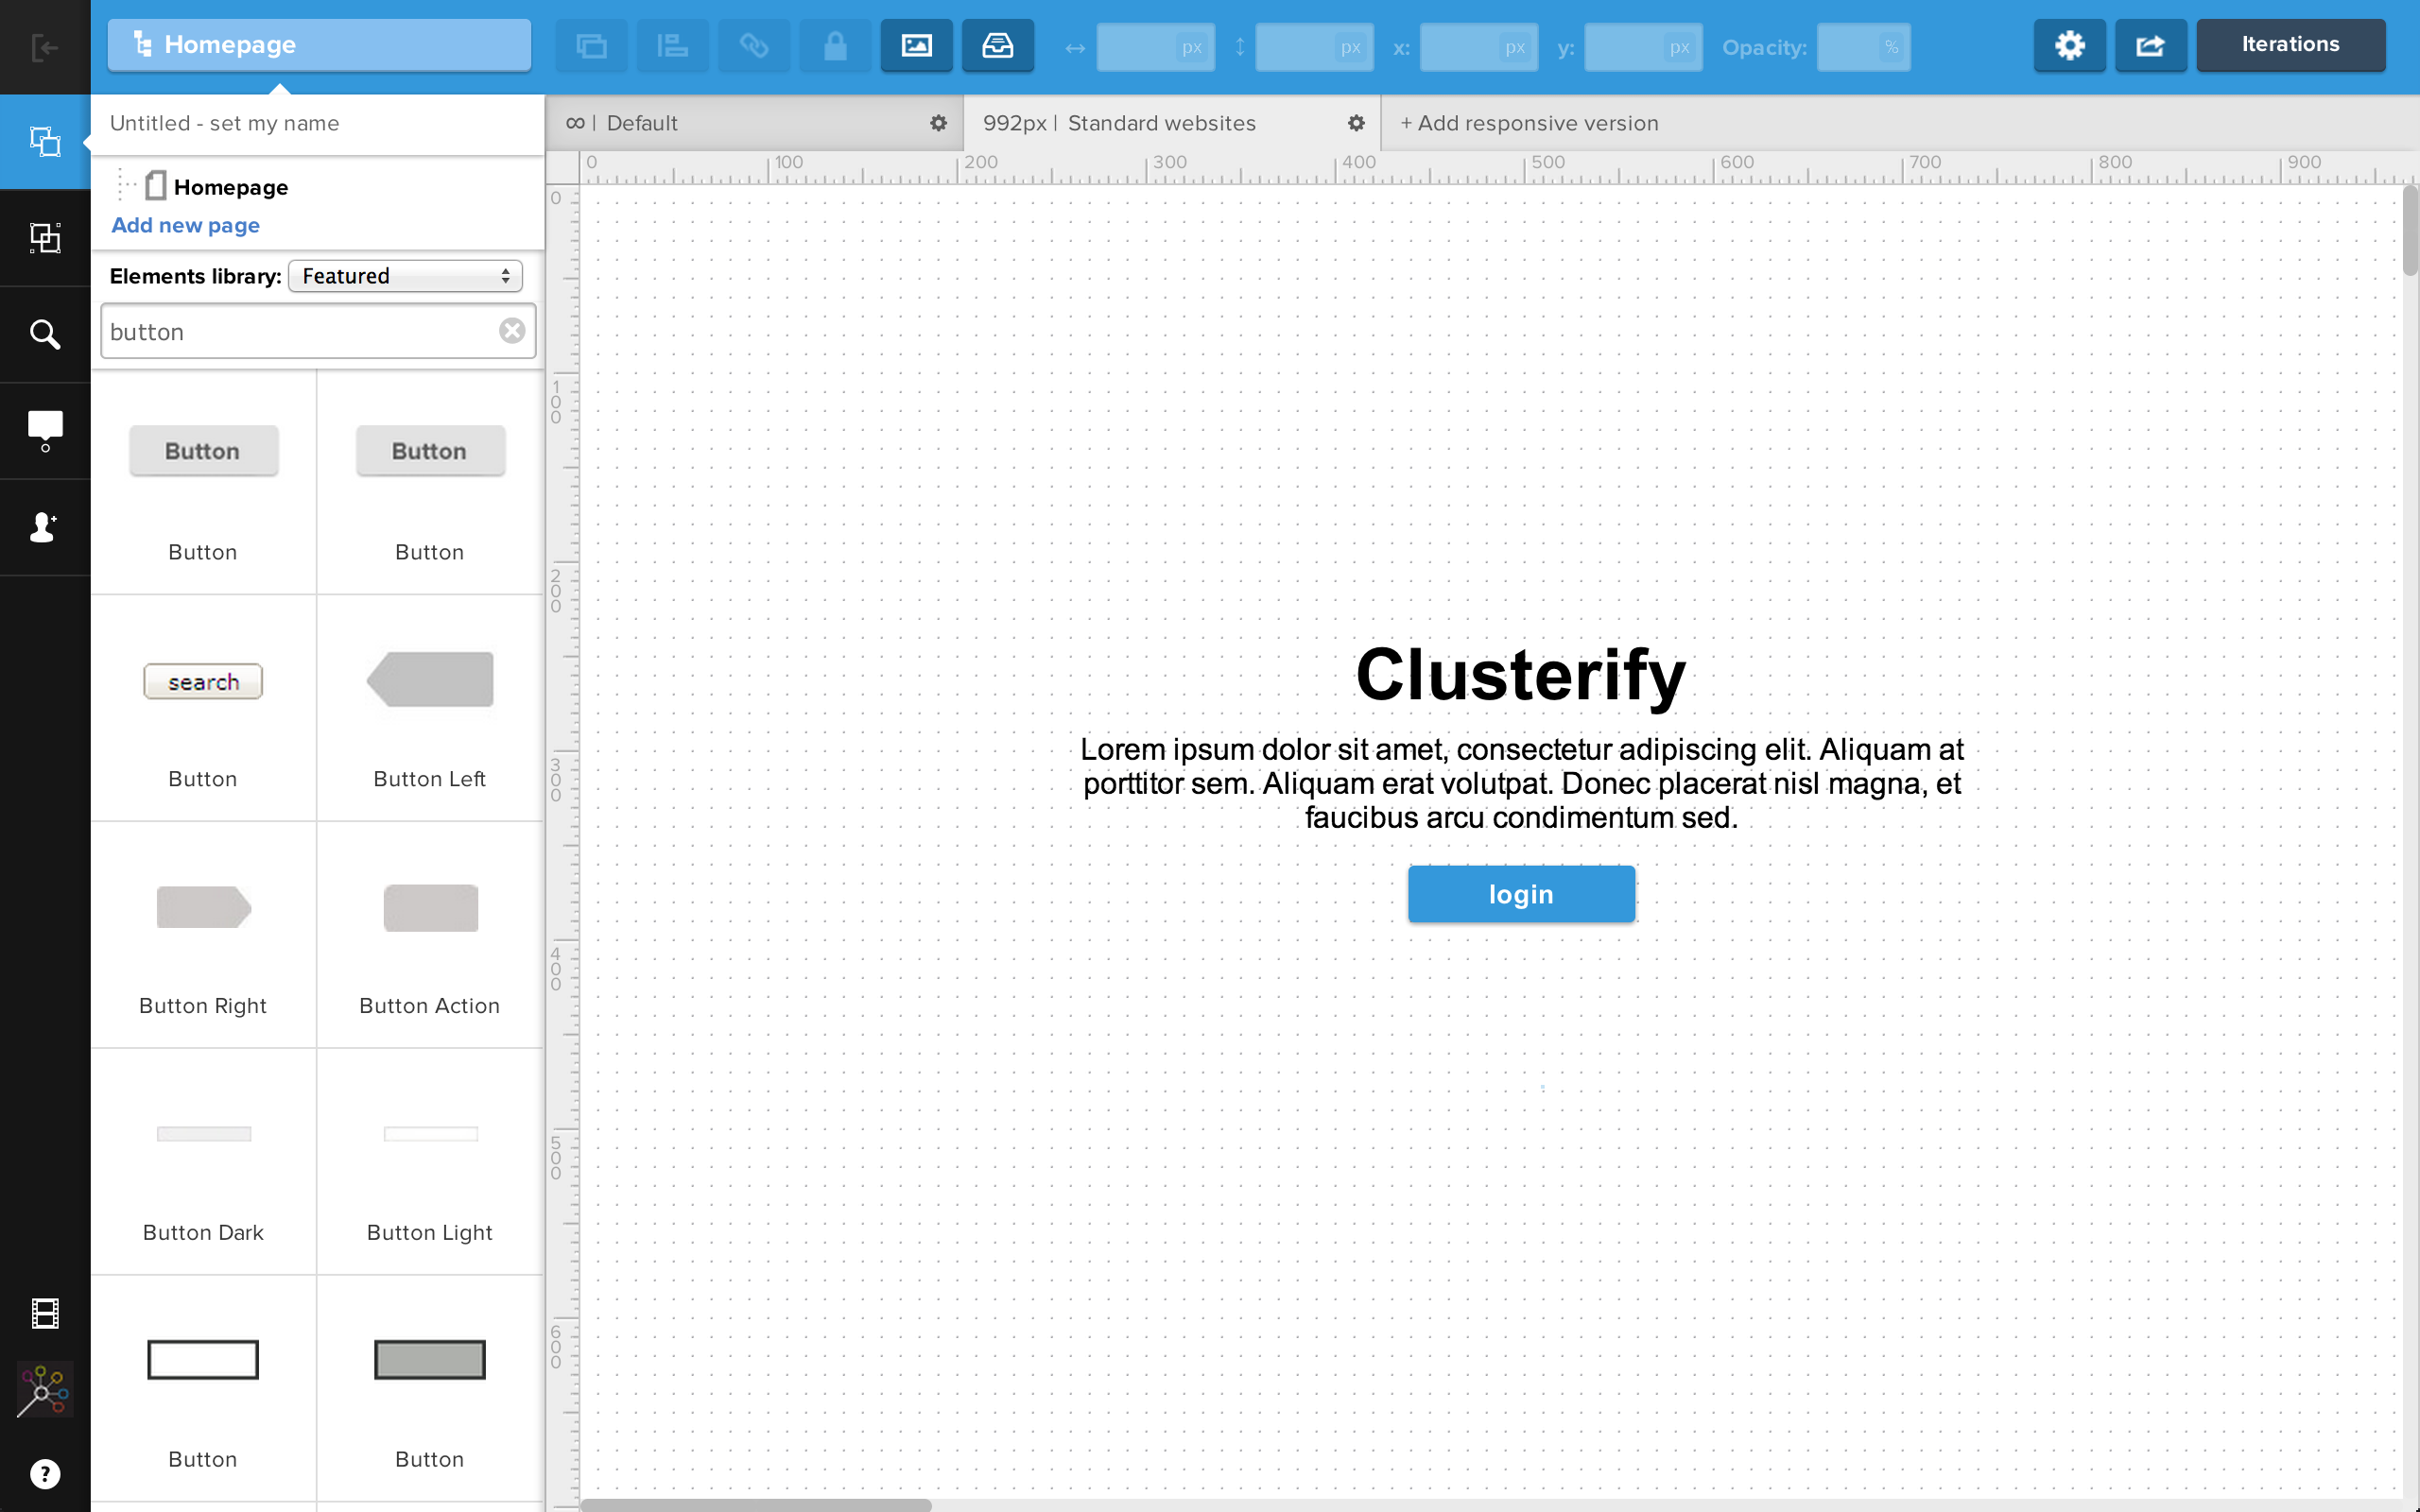 Homepage
px
px
x:
px
y:
px
Opacity:
%
Iterations
Untitled - set my name
∞ | Default
992px | Standard websites
+ Add responsive version
Homepage
Add new page
Elements library:
Featured
button
0
100
200
300
400
500
600
700
800
900
0
100
200
300
400
500
600
Button
Button
Button
Button
search
Button
Button Left
Button Right
Button Action
Button Dark
Button Light
Button
Button
Clusterify
Lorem ipsum dolor sit amet, consectetur adipiscing elit. Aliquam at
porttitor sem. Aliquam erat volutpat. Donec placerat nisl magna, et
faucibus arcu condimentum sed.
login
?